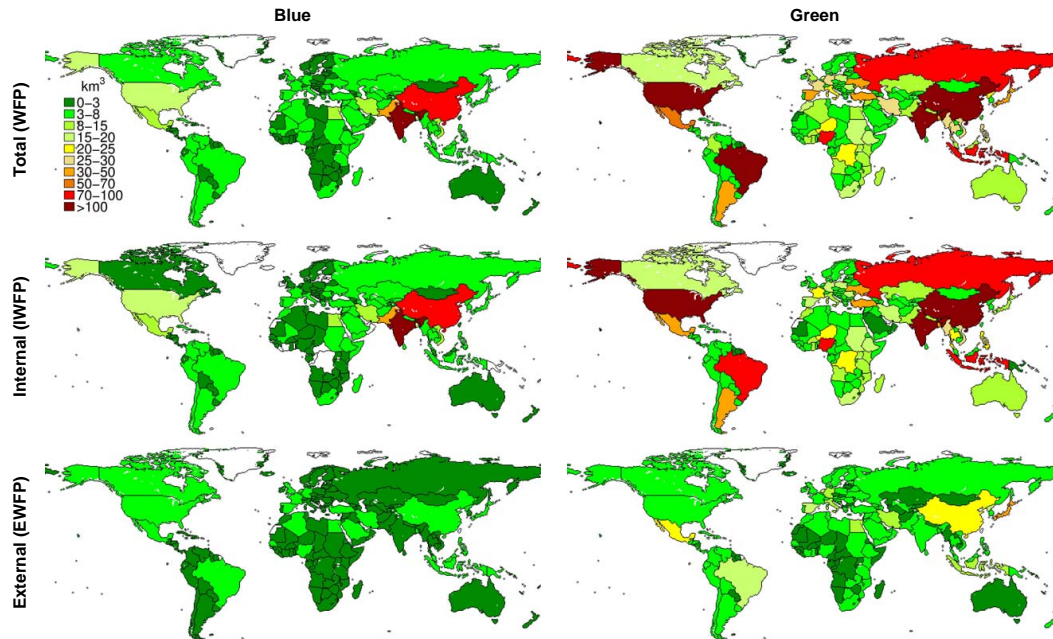 Blue
Green
Total (WFP)
km³
0−3
3−8
8−15
15−20
20−25
25−30
30−50
50−70
70−100
>100
Internal (IWFP)
External (EWFP)